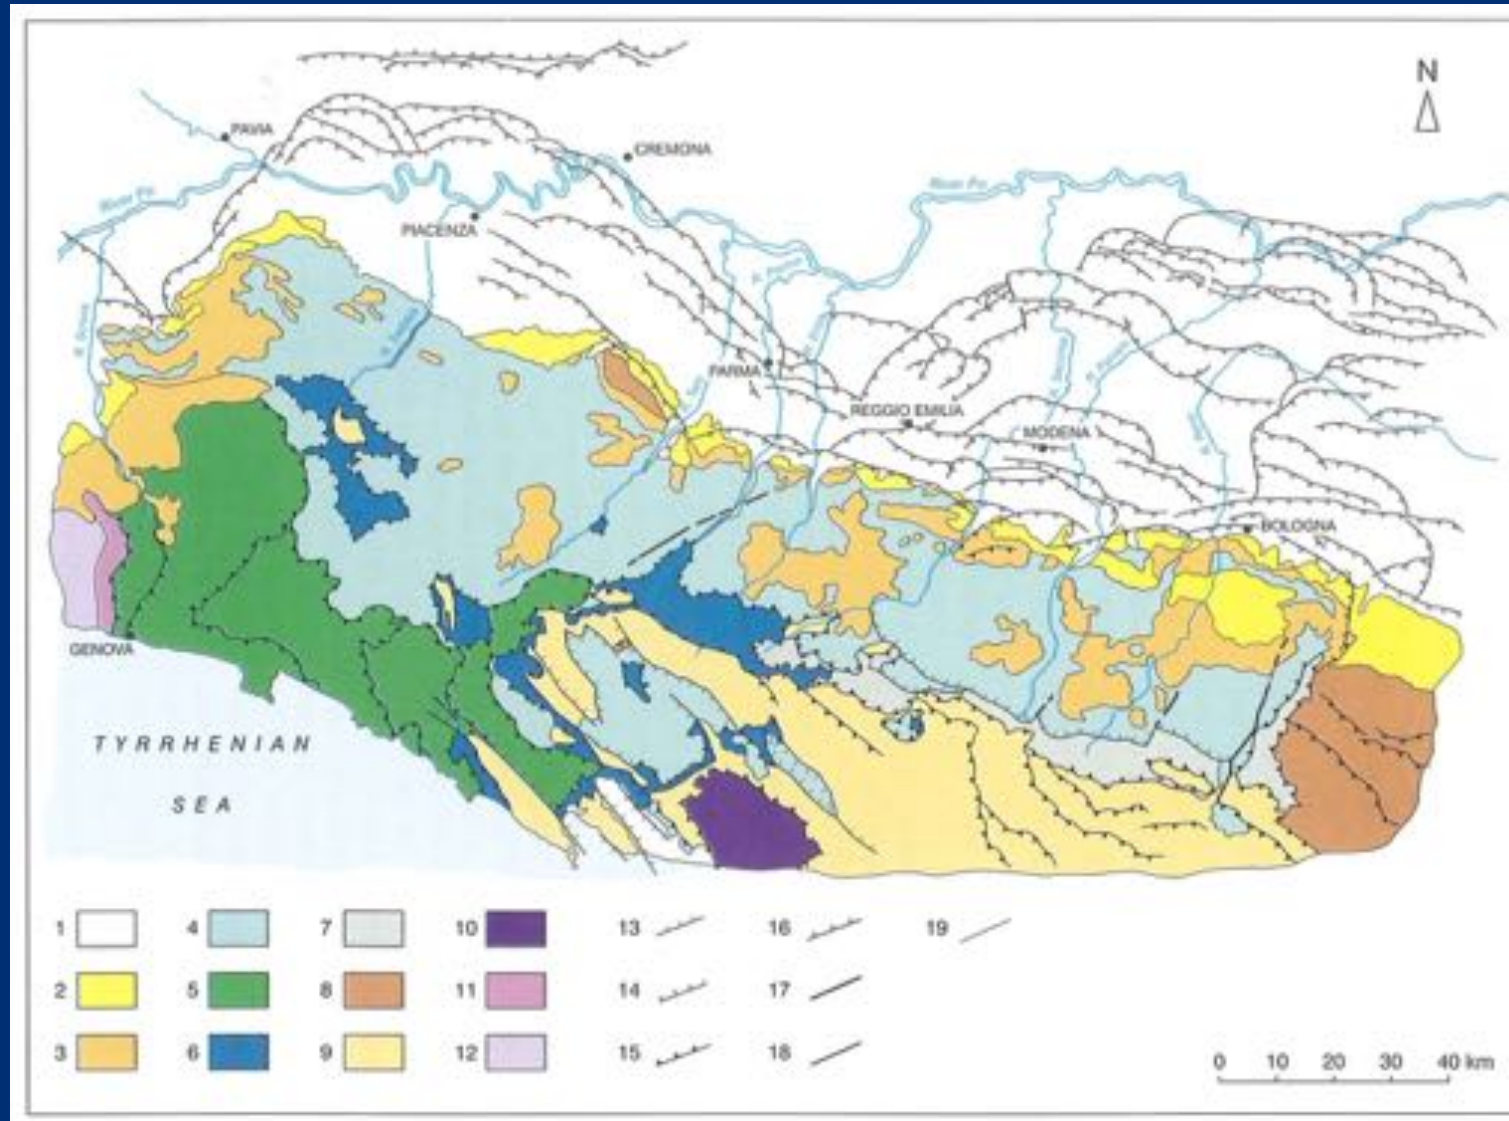 N
PAVIA
CREMONA
River Po
River Po
PIACENZA
PARMA
REGGIO EMILIA
MODENA
BOLOGNA
GENOVA
TYRRHENIAN
SEA
1 4 7 10 13 16 19
2 5 8 11 14 17
3 6 9 12 15 18
0 10 20 30 40 km